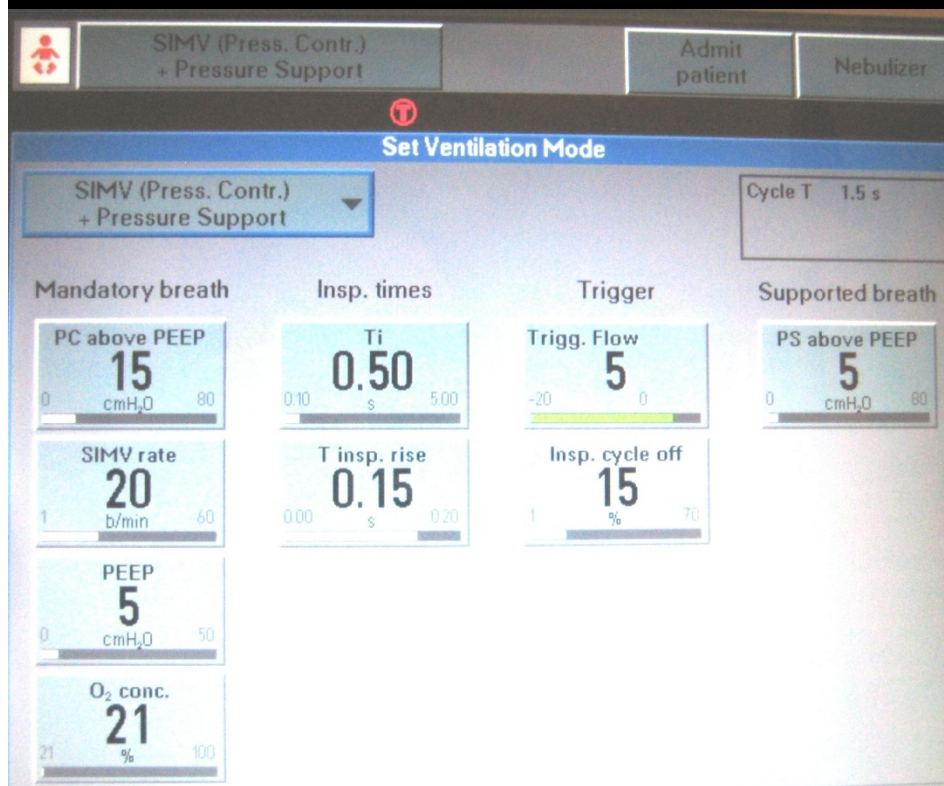 SIMV (Press. Contr.)
+ Pressure Support
Admit
patient
Nebulizer
T
Set Ventilation Mode
SIMV (Press. Contr.)
+ Pressure Support
Cycle T 1.5 s
Mandatory breath
Insp. times
Trigger
Supported breath
PC above PEEP
15
0 cmH₂O 80
Ti
0.50
0.10 s 5.00
Trigg. Flow
5
-20 0
PS above PEEP
5
0 cmH₂O 80
SIMV rate
20
1 b/min 60
T insp. rise
0.15
0.00 s 0.20
Insp. cycle off
15
1 % 70
PEEP
5
0 cmH₂O 50
O₂ conc.
21
21 % 100